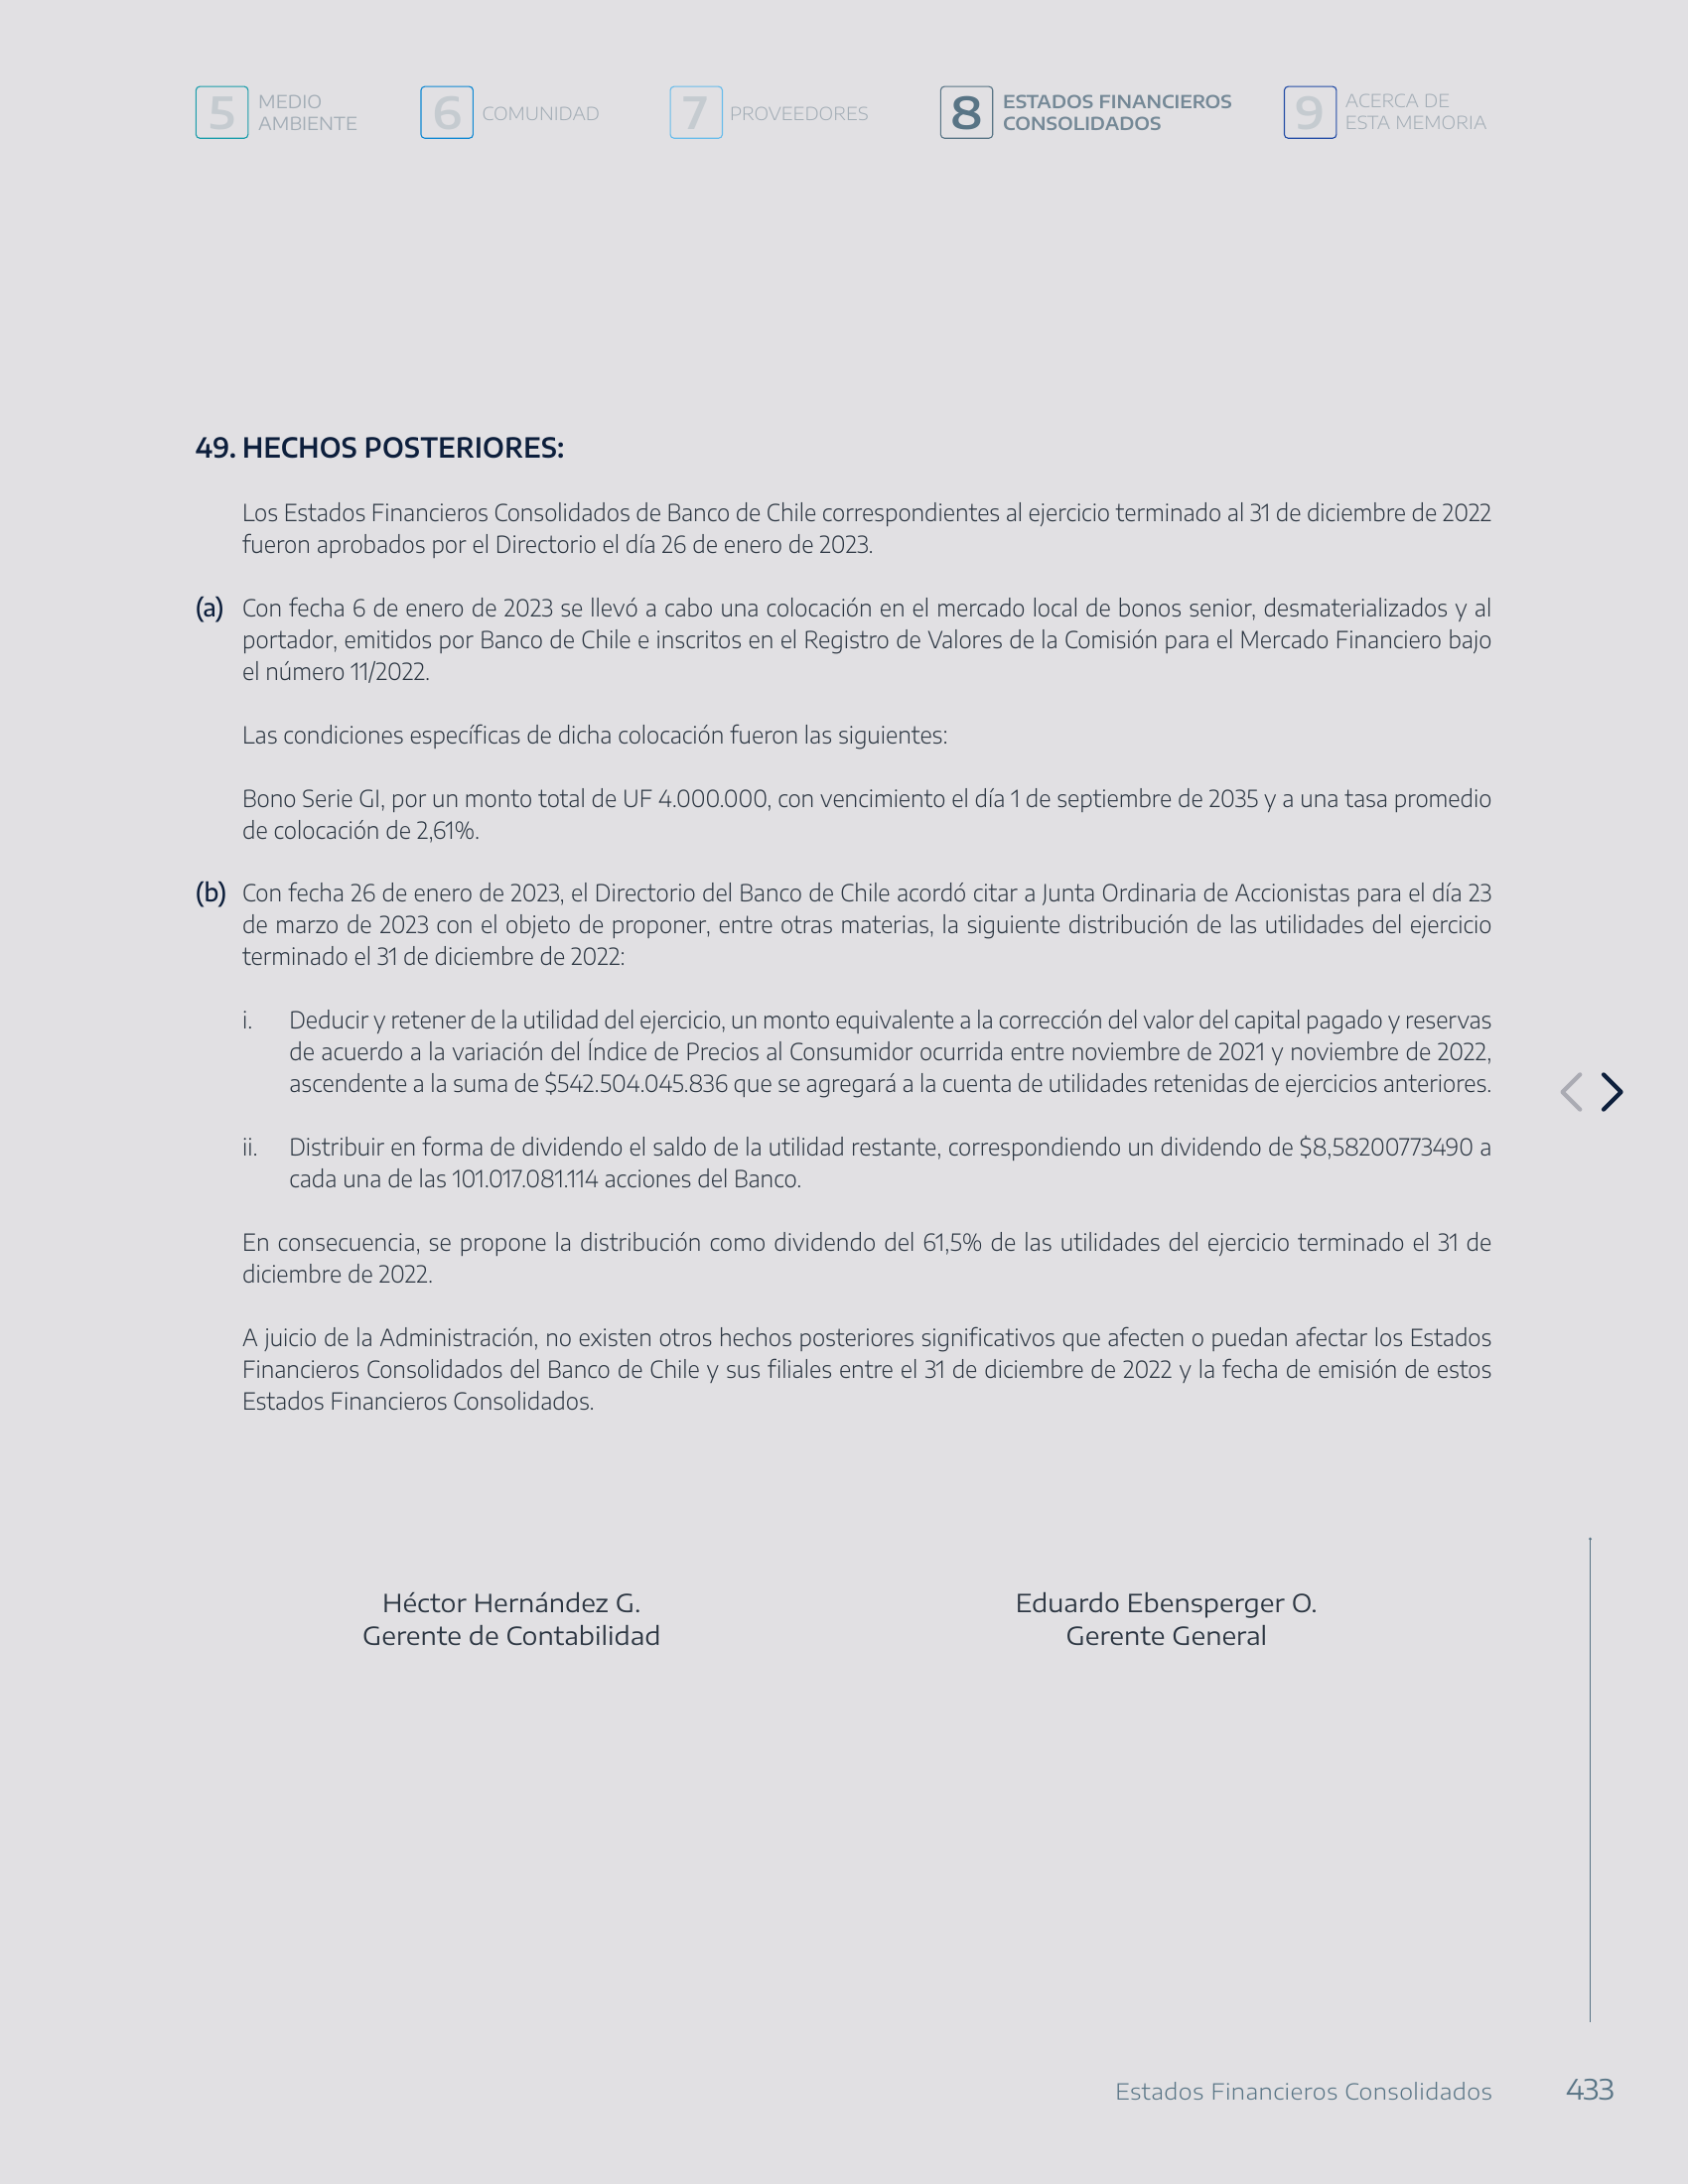 5 MEDIO
AMBIENTE
6 COMUNIDAD
7 PROVEEDORES
8 ESTADOS FINANCIEROS
CONSOLIDADOS
9 ACERCA DE
ESTA MEMORIA
49. HECHOS POSTERIORES:
Los Estados Financieros Consolidados de Banco de Chile correspondientes al ejercicio terminado al 31 de diciembre de 2022
fueron aprobados por el Directorio el día 26 de enero de 2023.
(a) Con fecha 6 de enero de 2023 se llevó a cabo una colocación en el mercado local de bonos senior, desmaterializados y al
portador, emitidos por Banco de Chile e inscritos en el Registro de Valores de la Comisión para el Mercado Financiero bajo
el número 11/2022.
Las condiciones específicas de dicha colocación fueron las siguientes:
Bono Serie GI, por un monto total de UF 4.000.000, con vencimiento el día 1 de septiembre de 2035 y a una tasa promedio
de colocación de 2,61%.
(b) Con fecha 26 de enero de 2023, el Directorio del Banco de Chile acordó citar a Junta Ordinaria de Accionistas para el día 23
de marzo de 2023 con el objeto de proponer, entre otras materias, la siguiente distribución de las utilidades del ejercicio
terminado el 31 de diciembre de 2022:
i. Deducir y retener de la utilidad del ejercicio, un monto equivalente a la corrección del valor del capital pagado y reservas
de acuerdo a la variación del Índice de Precios al Consumidor ocurrida entre noviembre de 2021 y noviembre de 2022,
ascendente a la suma de $542.504.045.836 que se agregará a la cuenta de utilidades retenidas de ejercicios anteriores.
ii. Distribuir en forma de dividendo el saldo de la utilidad restante, correspondiendo un dividendo de $8,58200773490 a
cada una de las 101.017.081.114 acciones del Banco.
En consecuencia, se propone la distribución como dividendo del 61,5% de las utilidades del ejercicio terminado el 31 de
diciembre de 2022.
A juicio de la Administración, no existen otros hechos posteriores significativos que afecten o puedan afectar los Estados
Financieros Consolidados del Banco de Chile y sus filiales entre el 31 de diciembre de 2022 y la fecha de emisión de estos
Estados Financieros Consolidados.
Héctor Hernández G.
Gerente de Contabilidad
Eduardo Ebensperger O.
Gerente General
Estados Financieros Consolidados 433